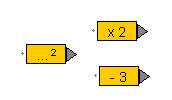 x 2
...²
- 3